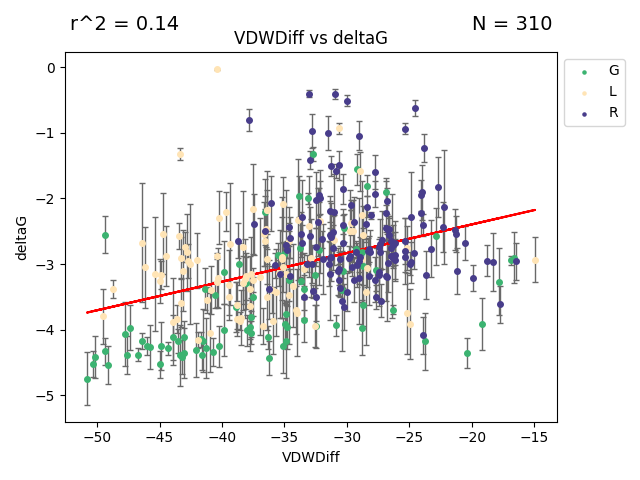 r^2 = 0.14 N = 310
VDWDiff vs deltaG
G
L
R
deltaG
0
−1
−2
−3
−4
−5
−50 −45 −40 −35 −30 −25 −20 −15
VDWDiff